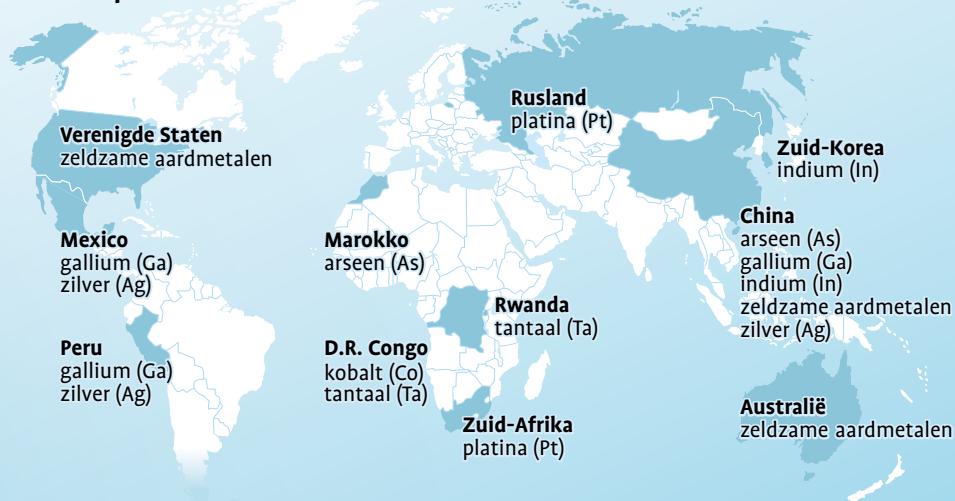 Verenigde Staten
zeldzame aardmetalen
Mexico
gallium (Ga)
zilver (Ag)
Peru
gallium (Ga)
zilver (Ag)
Marokko
arseen (As)
D.R. Congo
kobalt (Co)
tantaal (Ta)
Rwanda
tantaal (Ta)
Zuid-Afrika
platina (Pt)
Rusland
platina (Pt)
Zuid-Korea
indium (In)
China
arseen (As)
gallium (Ga)
indium (In)
zeldzame aardmetalen
zilver (Ag)
Australië
zeldzame aardmetalen